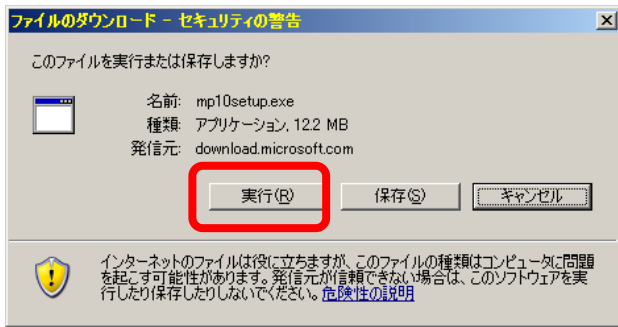 ファイルのダウンロード - セキュリティの警告
このファイルを実行または保存しますか?
名前: mp10setup.exe
種類: アプリケーション, 12.2 MB
発信元: download.microsoft.com
実行(R) 保存(S) キャンセル
インターネットのファイルは役に立ちますが、このファイルの種類はコンピュータに問題
を起こす可能性があります。発信元が信頼できない場合は、このソフトウェアを実
行したり保存したりしないでください。危険性の説明